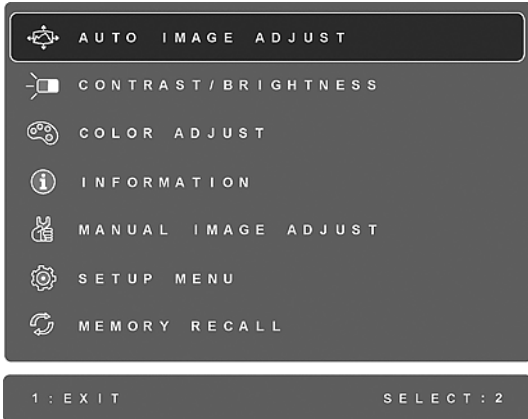 AUTO IMAGE ADJUST
CONTRAST/BRIGHTNESS
COLOR ADJUST
INFORMATION
MANUAL IMAGE ADJUST
SETUP MENU
MEMORY RECALL
1:EXIT SELECT:2